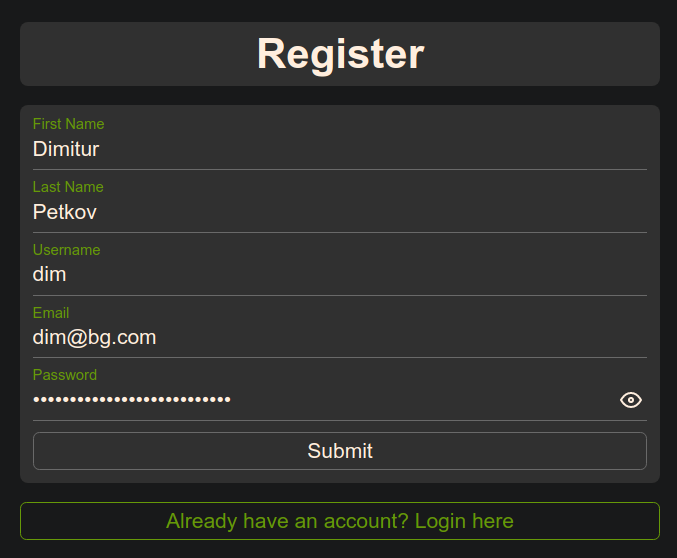 Register
First Name
Dimitur
Last Name
Petkov
Username
dim
Email
dim@bg.com
Password
•••••••••••••••••••••••••••
Submit
Already have an account? Login here